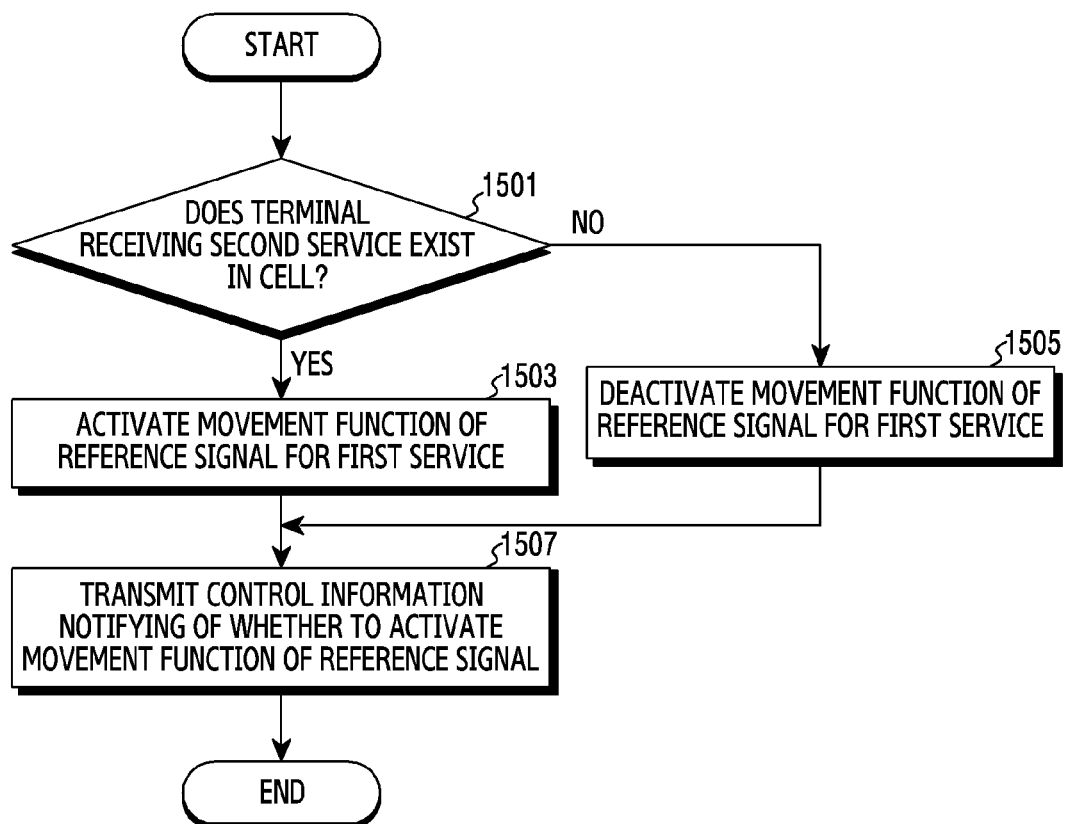 START
1501
DOES TERMINAL
RECEIVING SECOND SERVICE EXIST
IN CELL?
NO
YES
1503
ACTIVATE MOVEMENT FUNCTION OF
REFERENCE SIGNAL FOR FIRST SERVICE
1505
DEACTIVATE MOVEMENT FUNCTION OF
REFERENCE SIGNAL FOR FIRST SERVICE
1507
TRANSMIT CONTROL INFORMATION
NOTIFYING OF WHETHER TO ACTIVATE
MOVEMENT FUNCTION OF REFERENCE SIGNAL
END